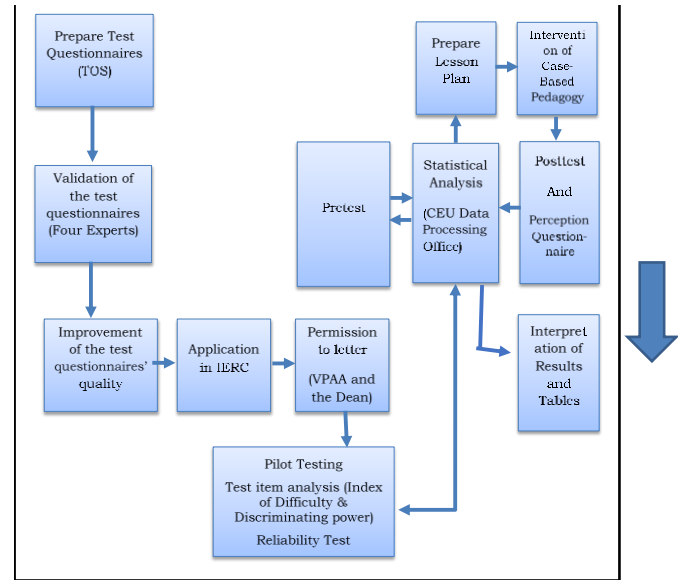 Prepare Test
Questionnaires
(TOS)
Validation of
the test
questionnaires
(Four Experts)
Improvement
of the test
questionnaires'
quality
Application
in IERC
Permission
to letter
(VPAA and
the Dean)
Pilot Testing
Test item analysis (Index
of Difficulty &
Discriminating power)
Reliability Test
Pretest
Statistical
Analysis
(CEU Data
Processing
Office)
Prepare
Lesson
Plan
Interventi
on of
Case-
Based
Pedagogy
Posttest
And
Perception
Question-
naire
Interpret
ation of
Results
and
Tables